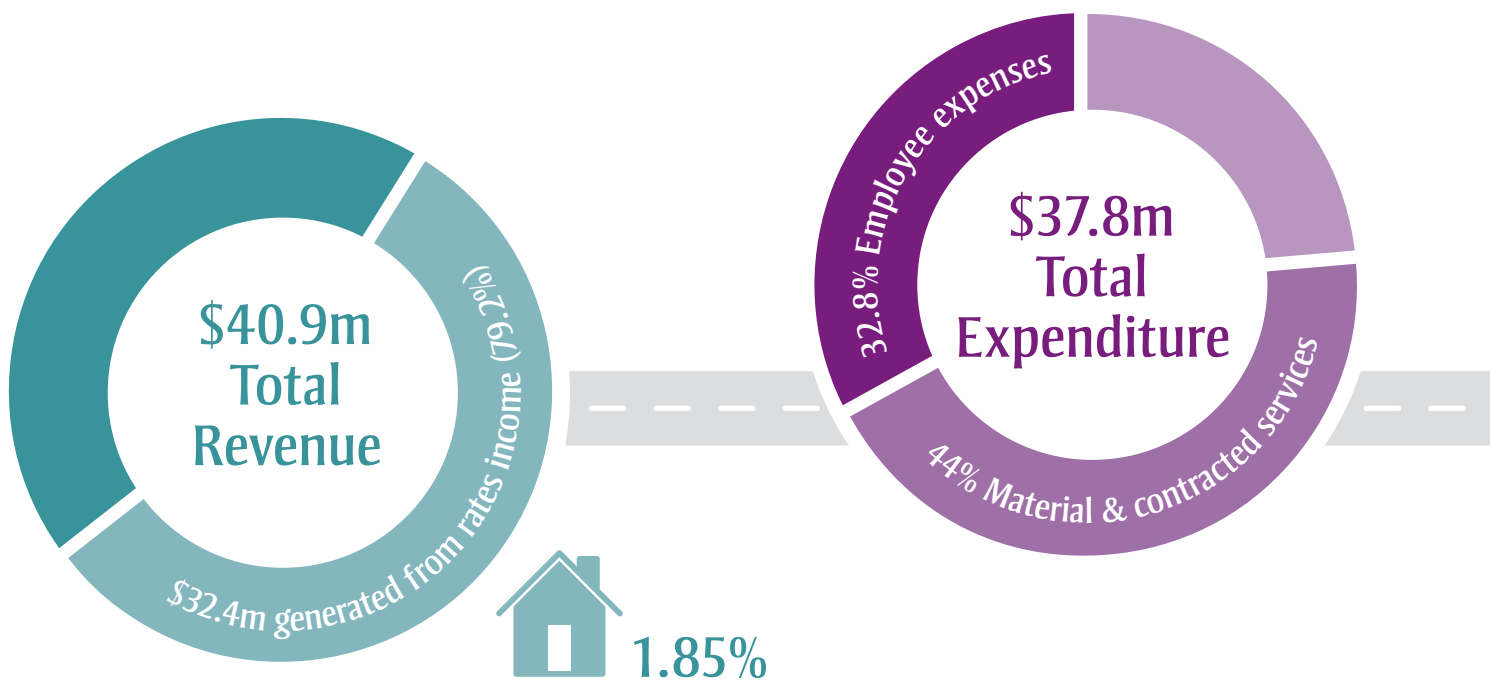 $40.9m
Total
Revenue
$32.4m generated from rates income (79.2%)
1.85%
$37.8m
Total
Expenditure
32.8% Employee expenses
44% Material & contracted services